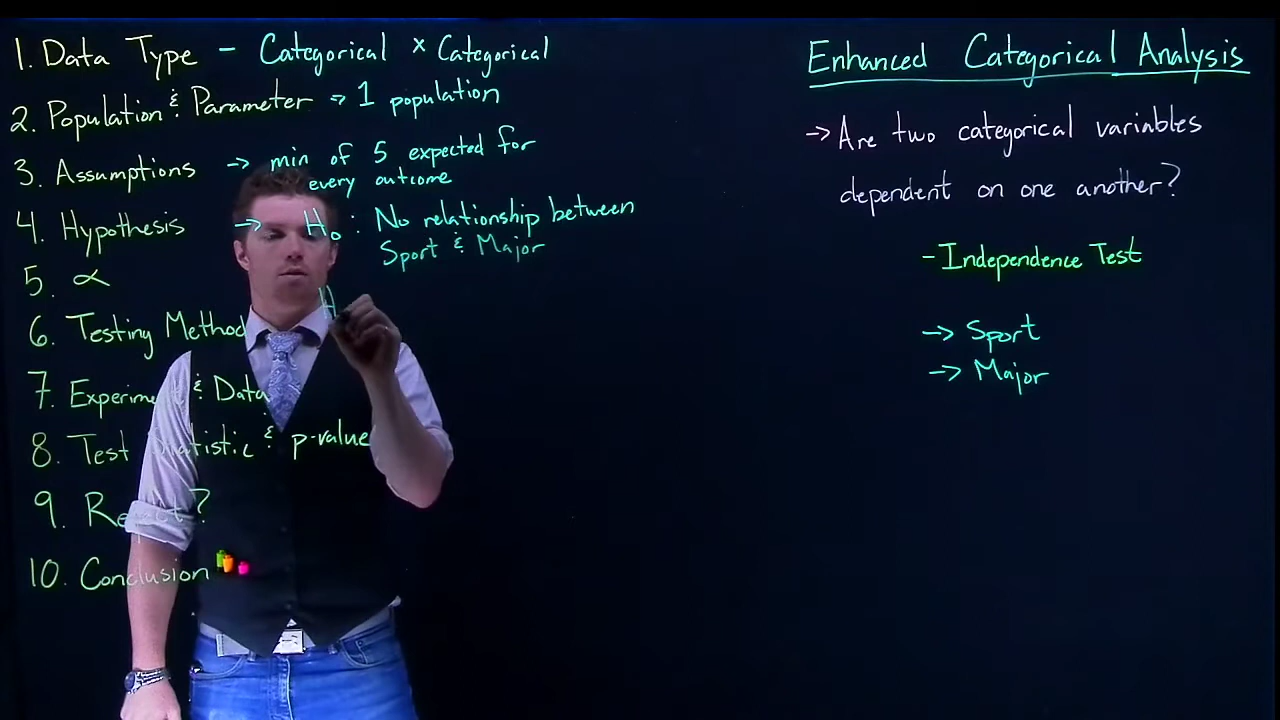 1. Data Type - Categorical x Categorical
2. Population & Parameter → 1 population
3. Assumptions → min of 5 expected for
every outcome
4. Hypothesis → H₀ : No relationship between
Sport & Major
5. α
H
6. Testing Method
7. & Data
8. Test & p-value
9. Reject?
10. Conclusion
Enhanced Categorical Analysis
→ Are two categorical variables
dependent on one another?
- Independence Test
→ Sport
→ Major